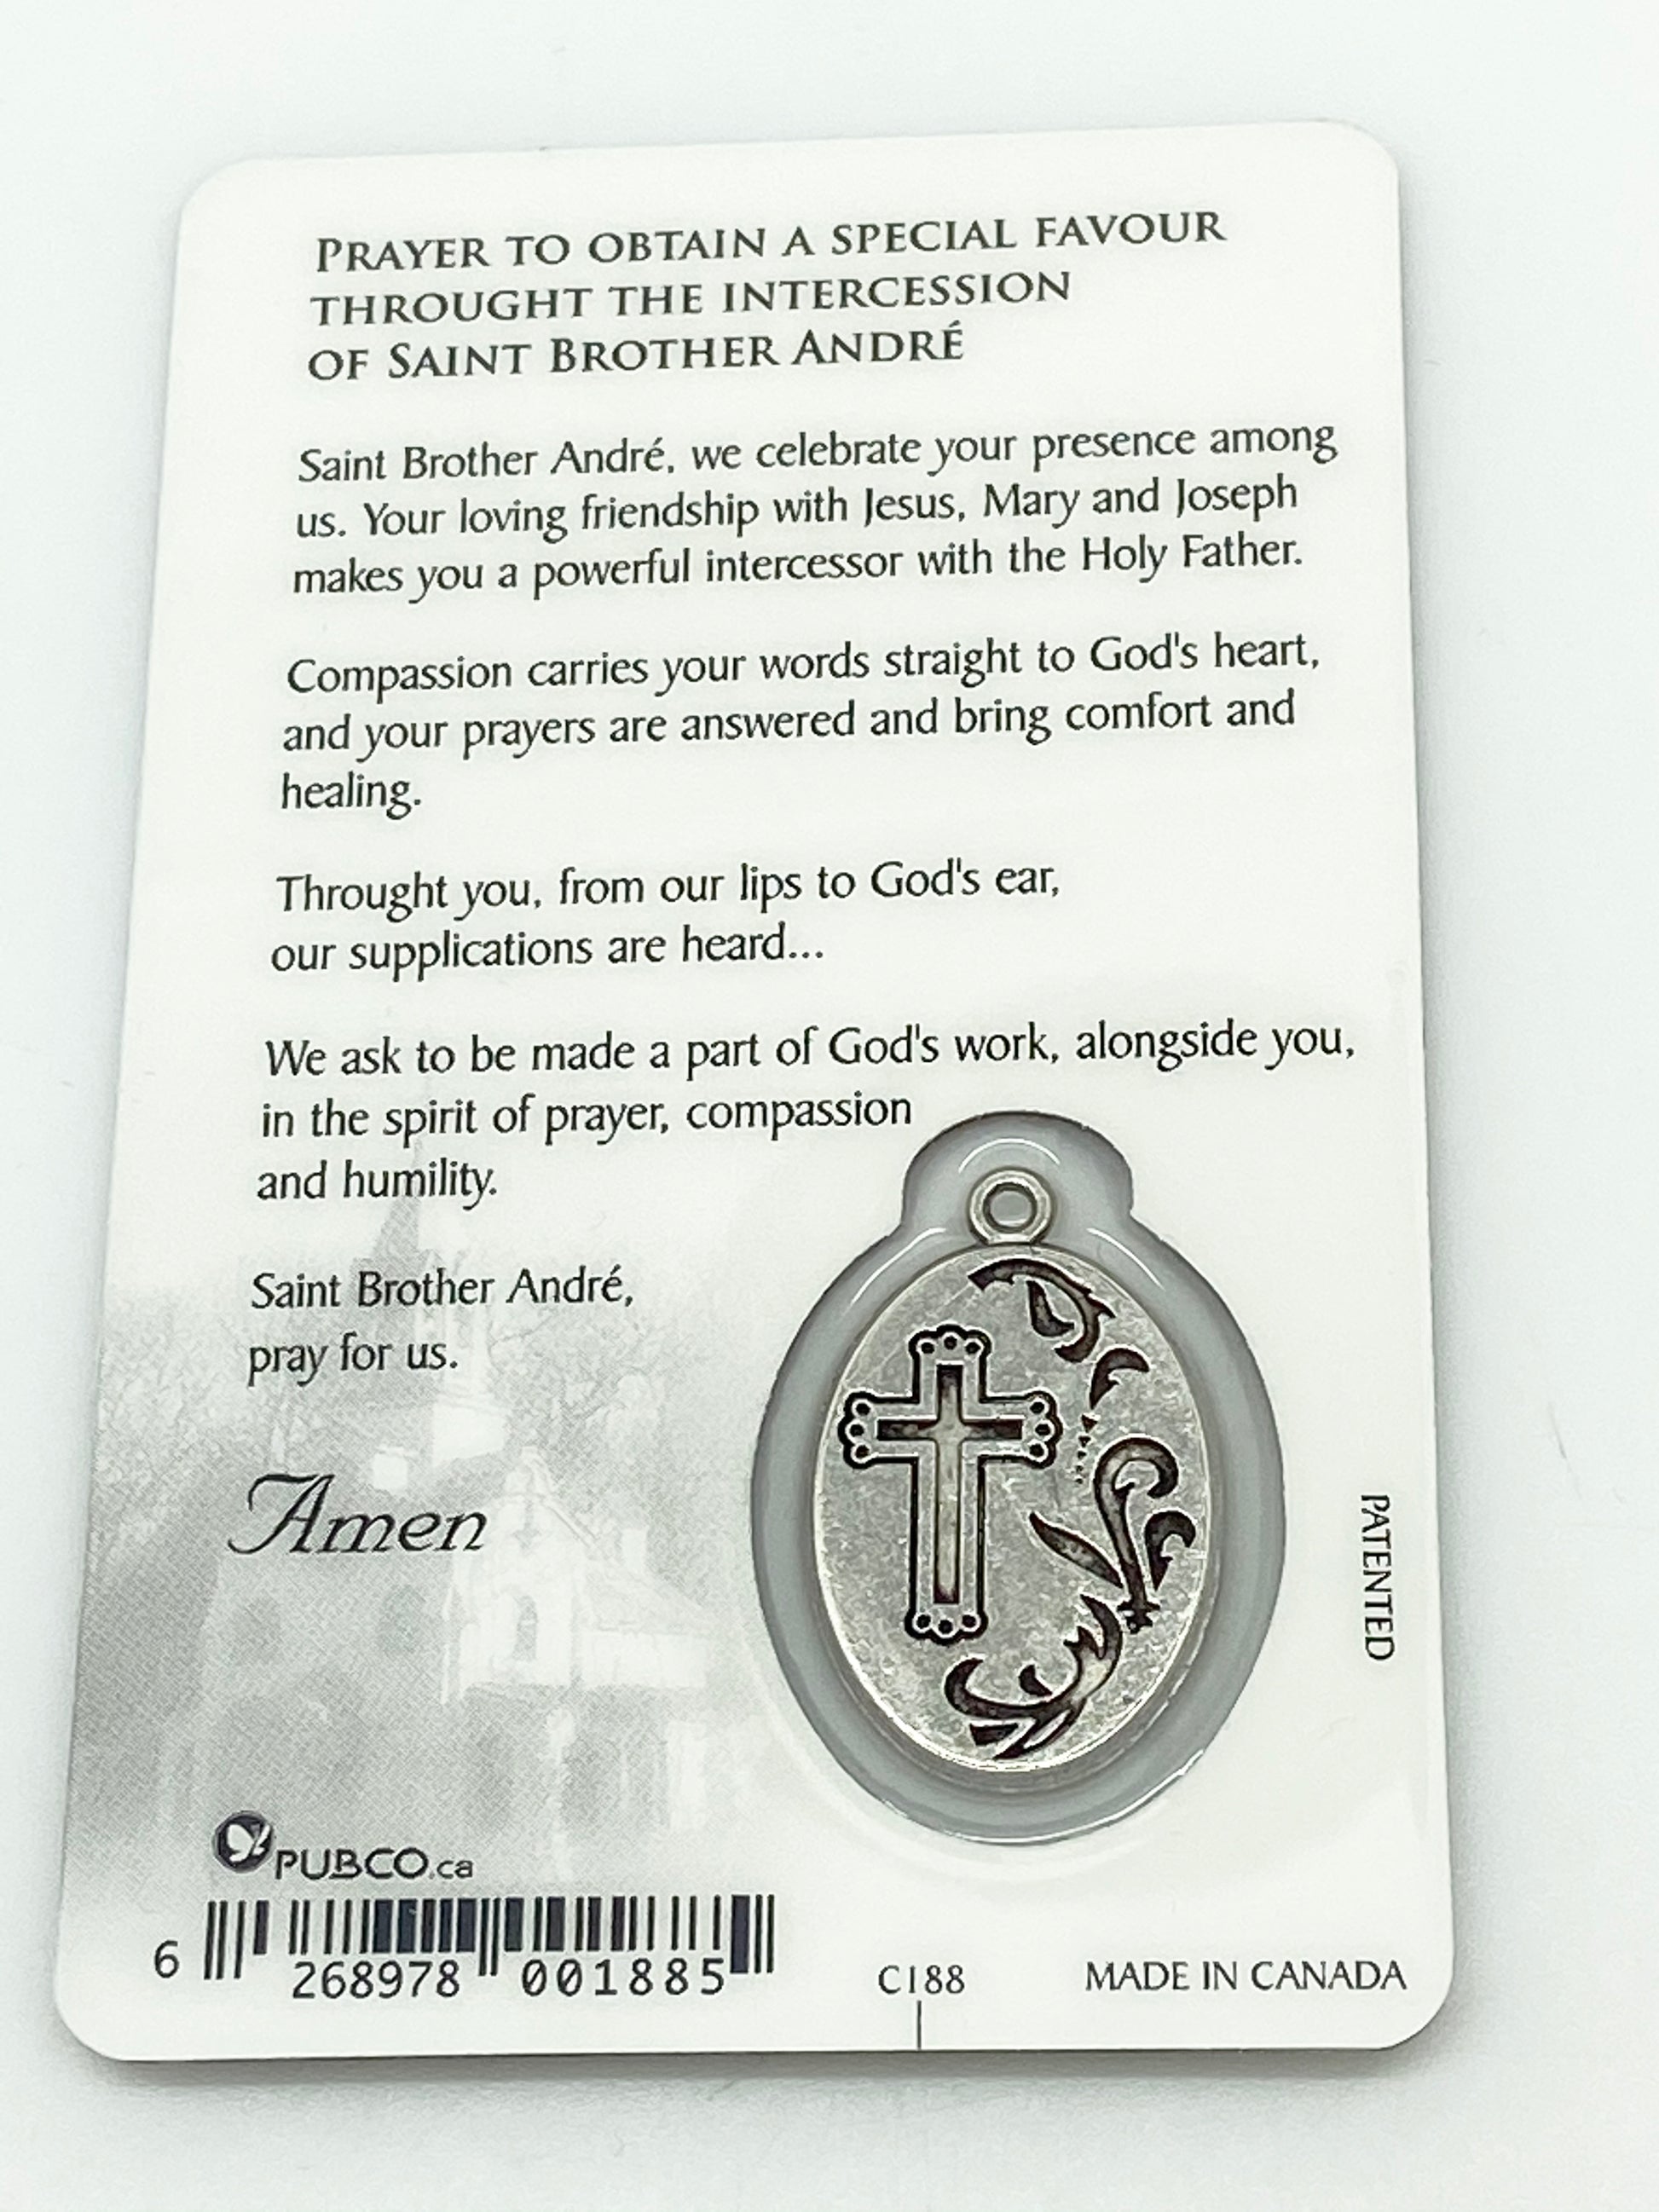 PRAYER TO OBTAIN A SPECIAL FAVOUR
THROUGHT THE INTERCESSION
OF SAINT BROTHER ANDRÉ
Saint Brother André, we celebrate your presence among
us. Your loving friendship with Jesus, Mary and Joseph
makes you a powerful intercessor with the Holy Father.
Compassion carries your words straight to God's heart,
and your prayers are answered and bring comfort and
healing.
Throught you, from our lips to God's ear,
our supplications are heard...
We ask to be made a part of God's work, alongside you,
in the spirit of prayer, compassion
and humility.
Saint Brother André,
pray for us.
Amen
PATENTED
PUBCO.ca
6 268978 001885
C188
MADE IN CANADA